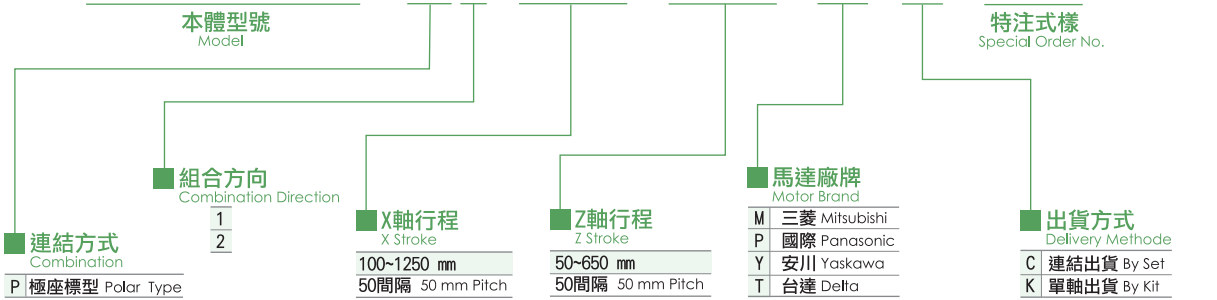 本體型號
Model
特注式樣
Special Order No.
連結方式
Combination
P 極座標型 Polar Type
組合方向
Combination Direction
1
2
X軸行程
X Stroke
100~1250 mm
50間隔 50 mm Pitch
Z軸行程
Z Stroke
50~650 mm
50間隔 50 mm Pitch
馬達廠牌
Motor Brand
M 三菱 Mitsubishi
P 國際 Panasonic
Y 安川 Yaskawa
T 台達 Delta
出貨方式
Delivery Methode
C 連結出貨 By Set
K 單軸出貨 By Kit